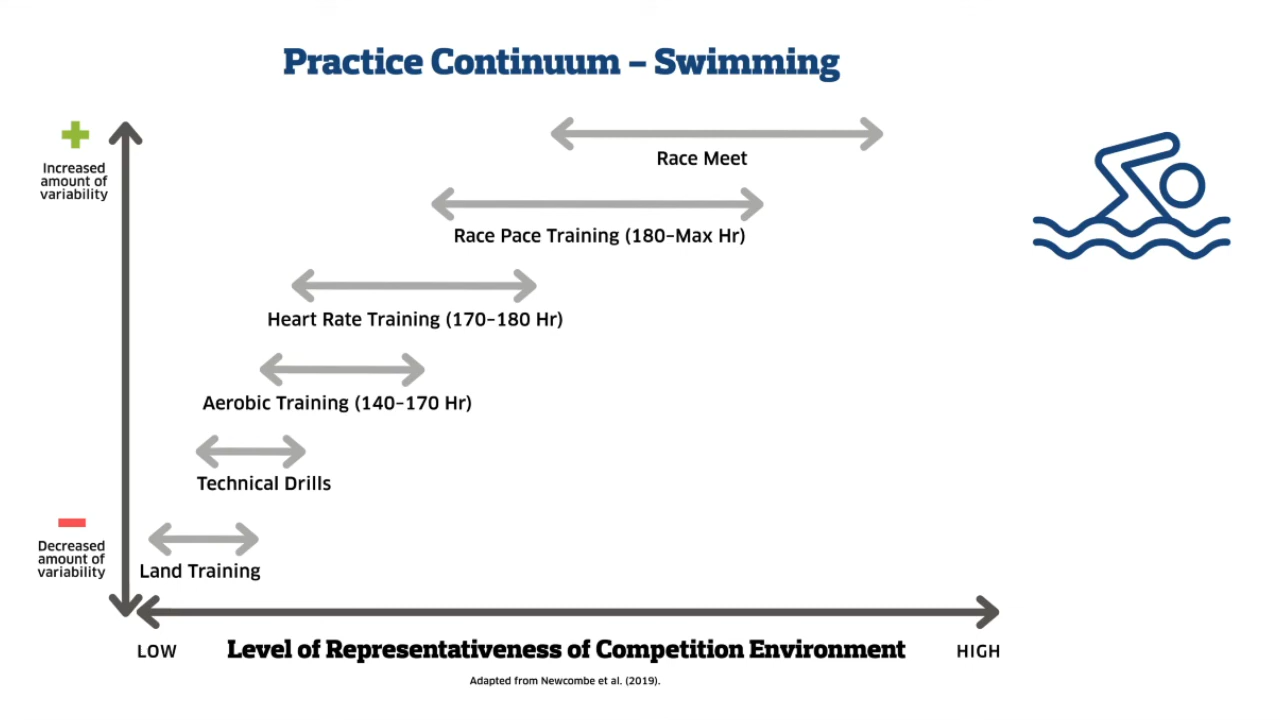 Practice Continuum – Swimming
Increased
amount of
variability
Race Meet
Race Pace Training (180–Max Hr)
Heart Rate Training (170–180 Hr)
Aerobic Training (140–170 Hr)
Technical Drills
Decreased
amount of
variability
Land Training
LOW
Level of Representativeness of Competition Environment
HIGH
Adapted from Newcombe et al. (2019).